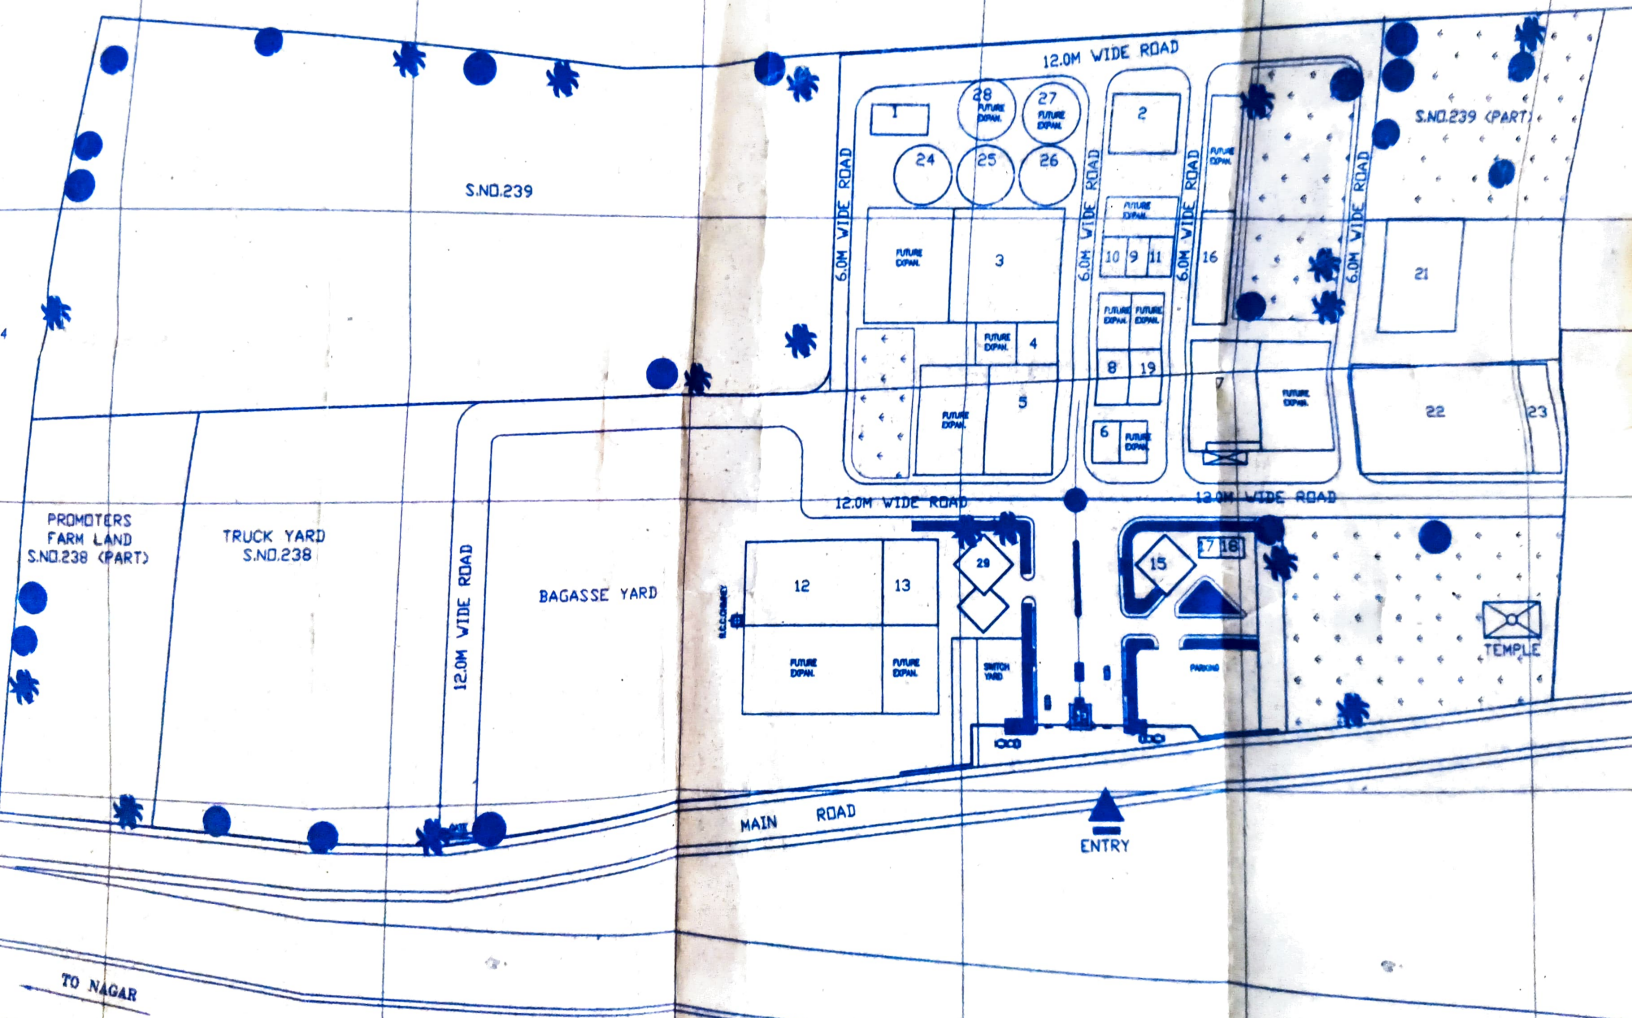 12.0M WIDE ROAD
28
FUTURE
EXPAN.
27
FUTURE
EXPAN.
1
2
S.NO.239 (PART)
24
25
26
FUTURE
EXPAN.
S.NO.239
6.0M WIDE ROAD
6.0M WIDE ROAD
6.0M WIDE ROAD
6.0M WIDE ROAD
FUTURE
EXPAN.
FUTURE
EXPAN.
3
10
9
11
16
21
4
FUTURE
EXPAN.
FUTURE
EXPAN.
FUTURE
EXPAN.
4
8
19
7
FUTURE
EXPAN.
5
FUTURE
EXPAN.
22
23
6
FUTURE
EXPAN.
12.0M WIDE ROAD
12.0M WIDE ROAD
PROMOTERS
FARM LAND
S.NO.238 (PART)
TRUCK YARD
S.NO.238
12.0M WIDE ROAD
BAGASSE YARD
R.C.C.CHIMNEY
12
13
29
15
17
18
FUTURE
EXPAN.
FUTURE
EXPAN.
SWITCH
YARD
PARKING
TEMPLE
MAIN ROAD
ENTRY
TO NAGAR